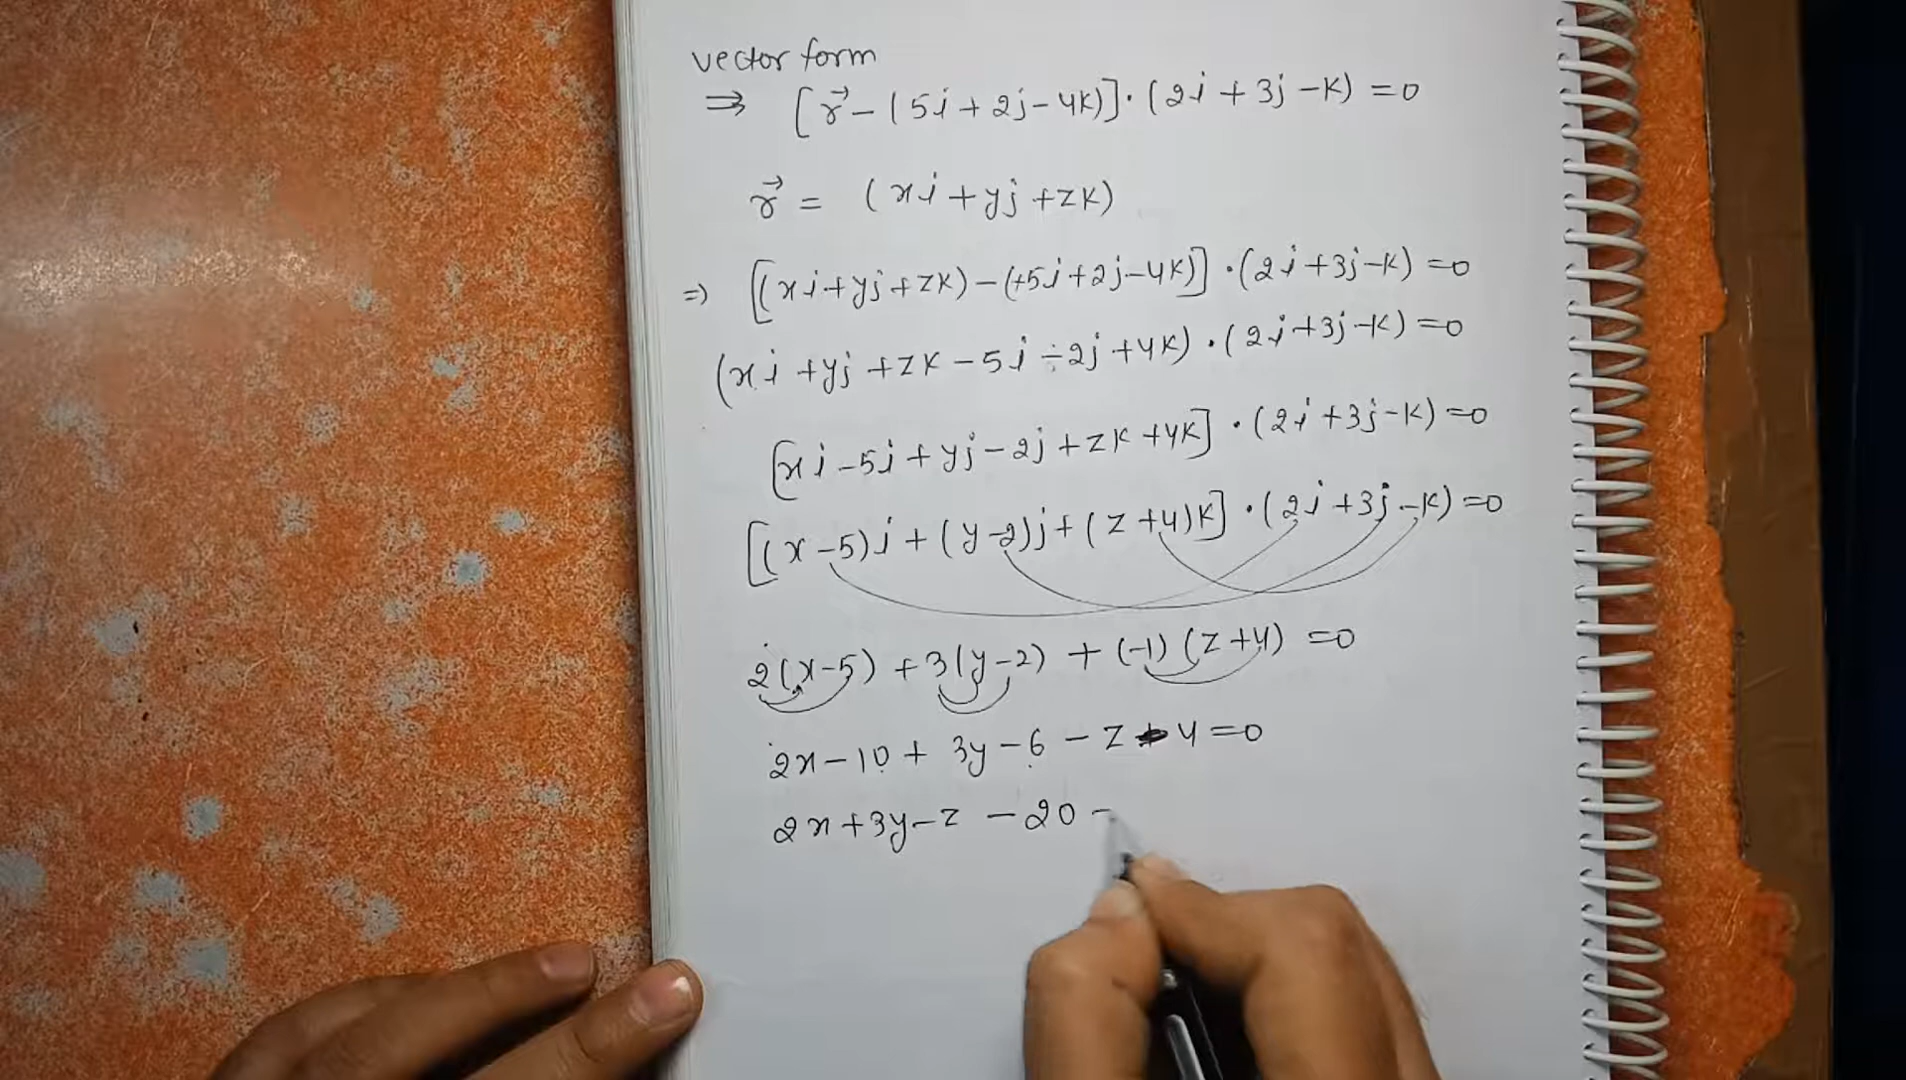 vector form
⇒ [r⃗ - (5i + 2j - 4k)] · (2i + 3j - k) = 0
r⃗ = (xi + yj + zk)
⇒ [(xi + yj + zk) - (+5i + 2j - 4k)] · (2i + 3j - k) = 0
(xi + yj + zk - 5i ÷ 2j + 4k) · (2i + 3j - k) = 0
[xi - 5i + yj - 2j + zk + 4k] · (2i + 3j - k) = 0
[(x - 5)i + (y - 2)j + (z + 4)k] · (2i + 3j - k) = 0
2(x - 5) + 3(y - 2) + (-1)(z + 4) = 0
2x - 10 + 3y - 6 - z - 4 = 0
2x + 3y - z - 20 -